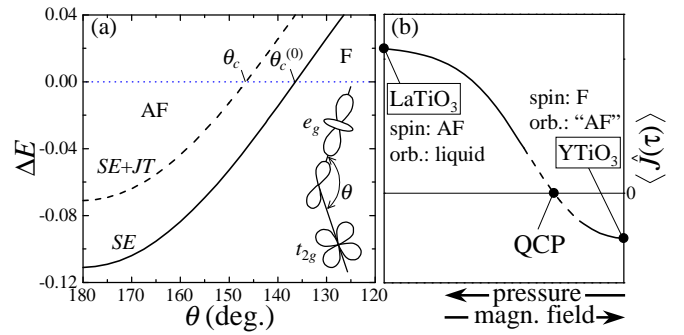 0.04
0.00
-0.04
-0.08
-0.12
ΔE
(a)
θc
θc(0)
F
AF
SE+JT
SE
eg
θ
t2g
180 170 160 150 140 130 120
θ (deg.)
(b)
LaTiO3
spin: AF
orb.: liquid
spin: F
orb.: “AF”
YTiO3
0
QCP
⟨Ĵ(τ)⟩
pressure
magn. field